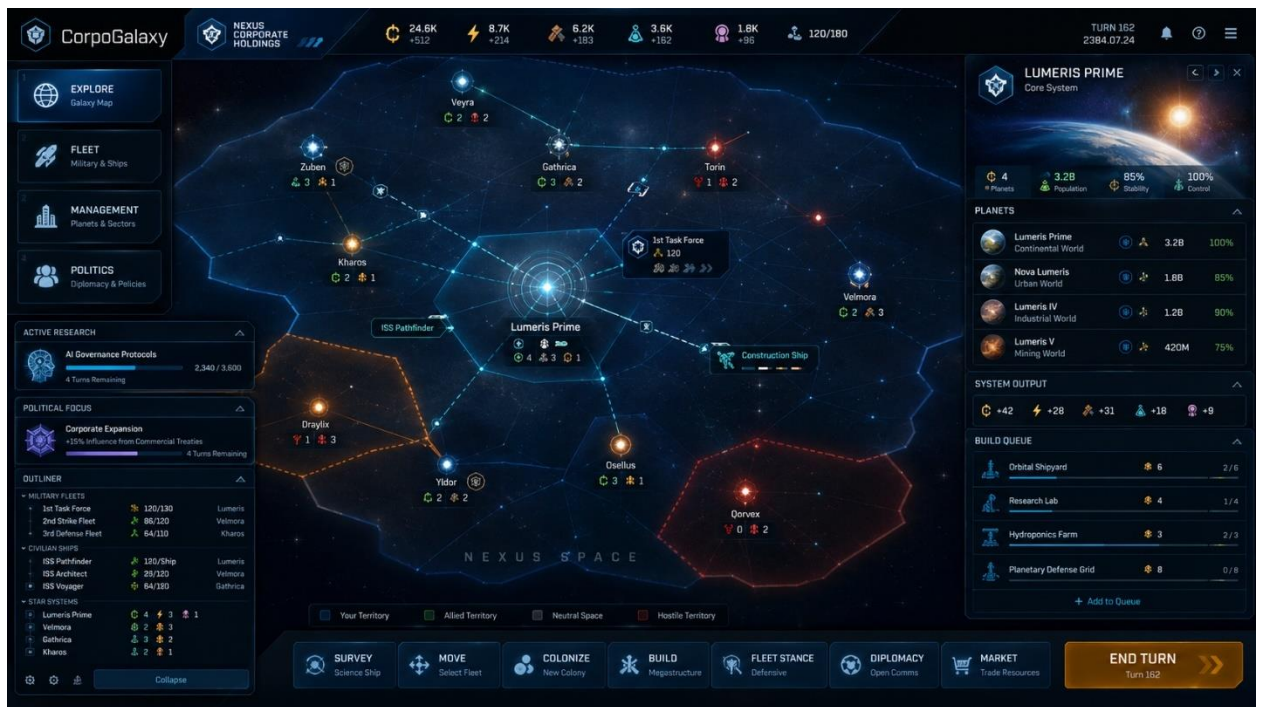 CorpoGalaxy
NEXUS
CORPORATE
HOLDINGS
24.6K
+512
8.7K
+214
6.2K
+183
3.6K
+162
1.8K
+96
120/180
TURN 162
2384.07.24
EXPLORE
Galaxy Map
FLEET
Military & Ships
MANAGEMENT
Planets & Sectors
POLITICS
Diplomacy & Policies
ACTIVE RESEARCH
AI Governance Protocols
2,340 / 3,600
4 Turns Remaining
POLITICAL FOCUS
Corporate Expansion
+15% Influence from Commercial Treaties
4 Turns Remaining
OUTLINER
MILITARY FLEETS
1st Task Force 120/130 Lumeris
2nd Strike Fleet 86/120 Velmora
3rd Defense Fleet 64/110 Kharos
CIVILIAN SHIPS
ISS Pathfinder 120/Ship Lumeris
ISS Architect 26/120 Velmora
ISS Voyager 64/180 Gathrica
STAR SYSTEMS
Lumeris Prime 4 3 1
Velmora 2 3
Gathrica 3 2
Kharos 2 1
Collapse
Veyra
2 2
Zuben
3 1
Gathrica
3 2
Torin
1 2
Kharos
2 1
1st Task Force
120
Velmora
2 3
ISS Pathfinder
Lumeris Prime
4 3 1
Construction Ship
Draylix
1 3
Yldor
2 2
Osellus
3 1
Qorvex
0 2
NEXUS SPACE
Your Territory
Allied Territory
Neutral Space
Hostile Territory
SURVEY
Science Ship
MOVE
Select Fleet
COLONIZE
New Colony
BUILD
Megastructure
FLEET STANCE
Defensive
DIPLOMACY
Open Comms
MARKET
Trade Resources
END TURN
Turn 162
LUMERIS PRIME
Core System
4
Planets
3.2B
Population
85%
Stability
100%
Control
PLANETS
Lumeris Prime
Continental World
3.2B 100%
Nova Lumeris
Urban World
1.8B 85%
Lumeris IV
Industrial World
1.2B 90%
Lumeris V
Mining World
420M 75%
SYSTEM OUTPUT
+42 +28 +31 +18 +9
BUILD QUEUE
Orbital Shipyard 6 2/6
Research Lab 4 1/4
Hydroponics Farm 3 2/3
Planetary Defense Grid 8 0/8
+ Add to Queue